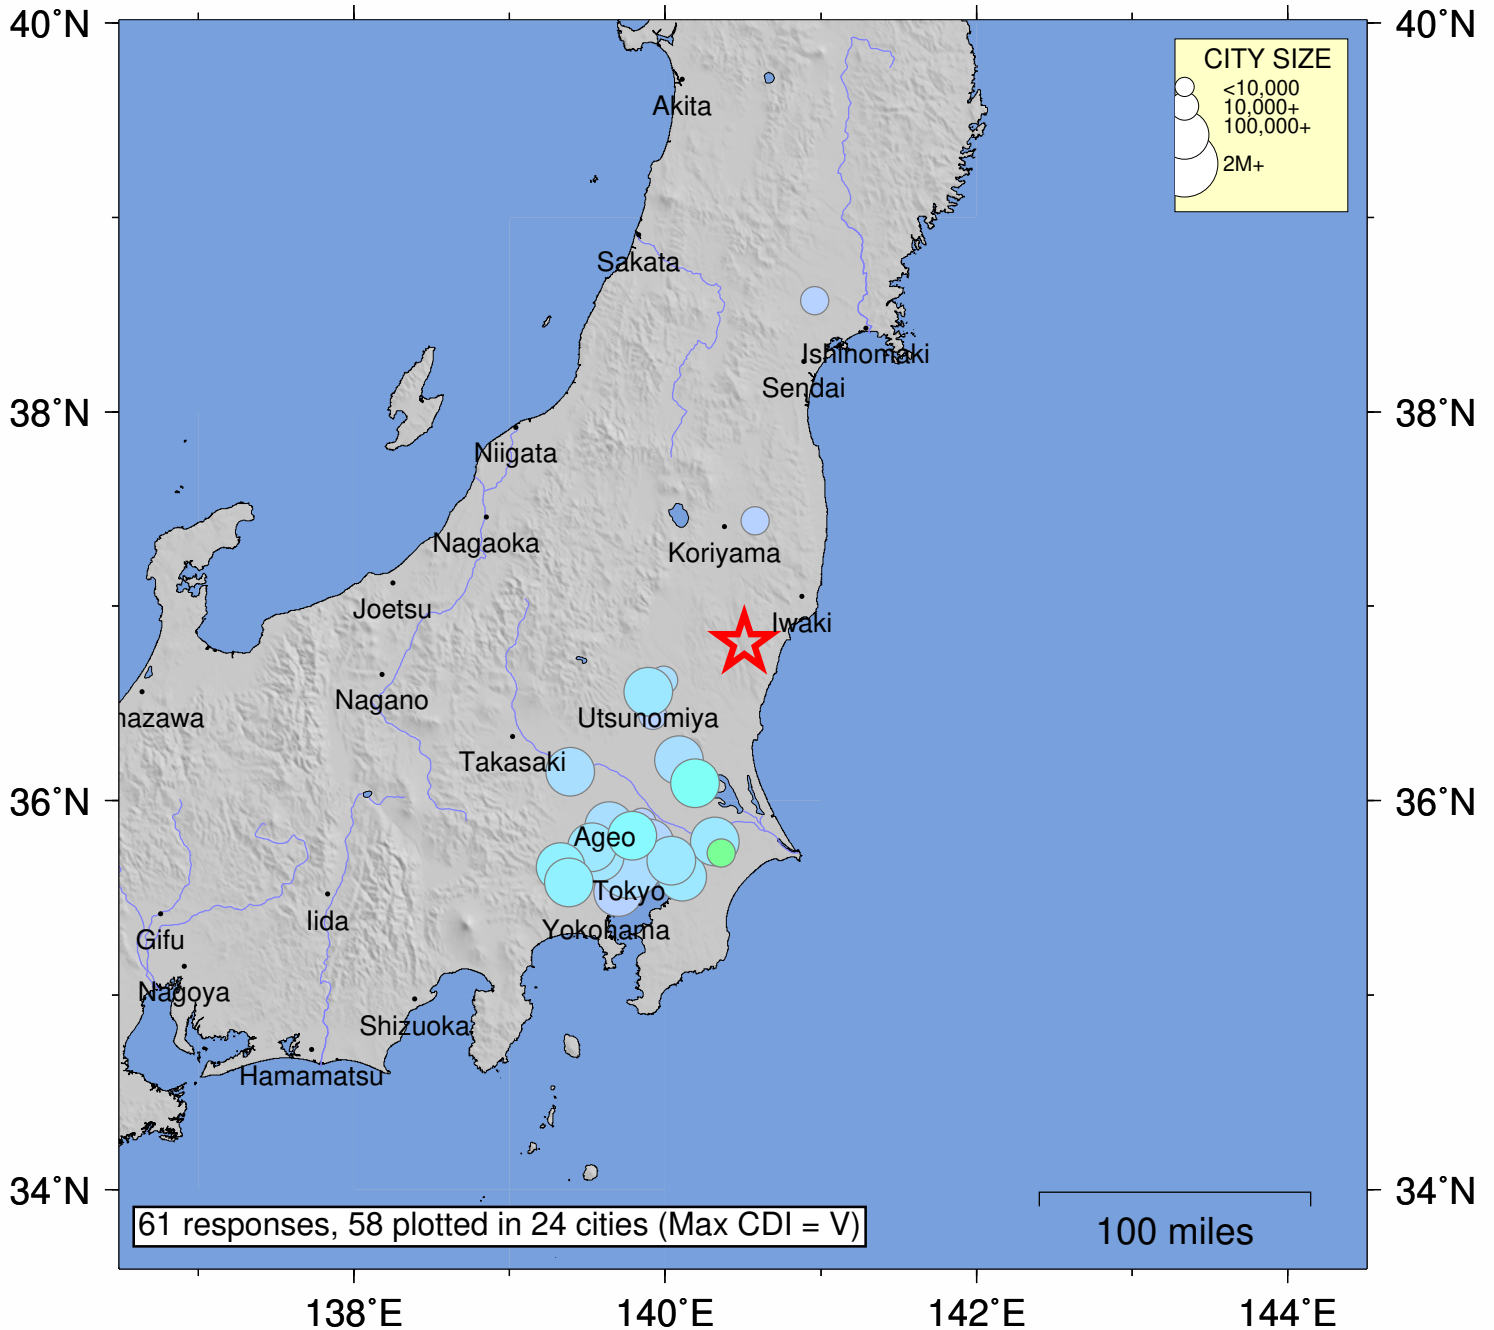 40˚N
40˚N
CITY SIZE
<10,000
10,000+
100,000+
2M+
Akita
Sakata
Ishinomaki
Sendai
38˚N
38˚N
Niigata
Nagaoka
Koriyama
Joetsu
Iwaki
Nagano
nazawa
Utsunomiya
Takasaki
36˚N
36˚N
Ageo
Tokyo
Iida
Yokohama
Gifu
Nagoya
Shizuoka
Hamamatsu
34˚N
34˚N
61 responses, 58 plotted in 24 cities (Max CDI = V)
100 miles
138˚E
140˚E
142˚E
144˚E